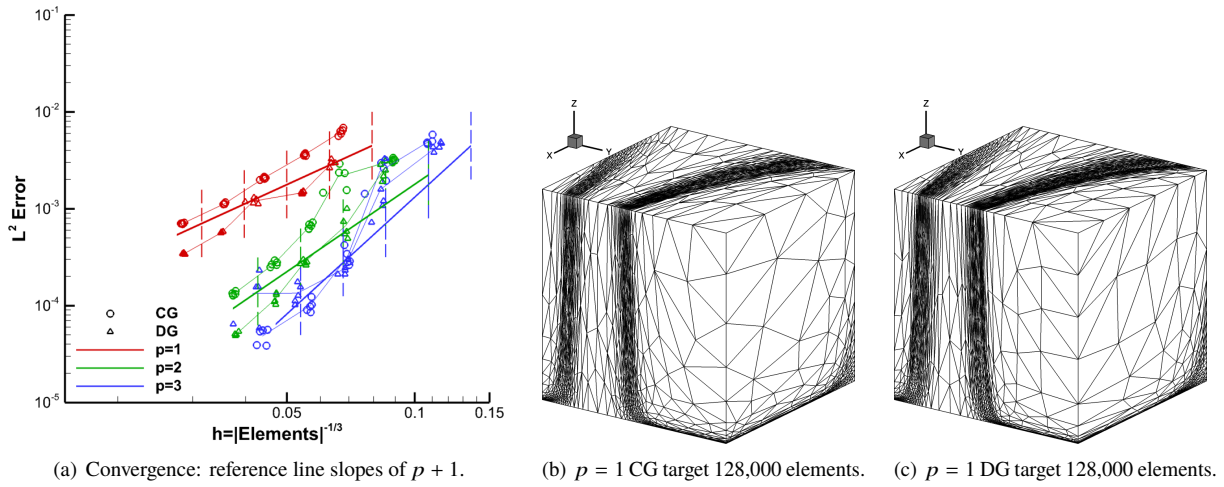 10^-1
10^-2
10^-3
10^-4
10^-5
L^2 Error
CG
DG
p=1
p=2
p=3
0.05 0.1 0.15
h=|Elements|^-1/3
Z
X
Y
Z
X
Y
(a) Convergence: reference line slopes of p + 1.
(b) p = 1 CG target 128,000 elements.
(c) p = 1 DG target 128,000 elements.